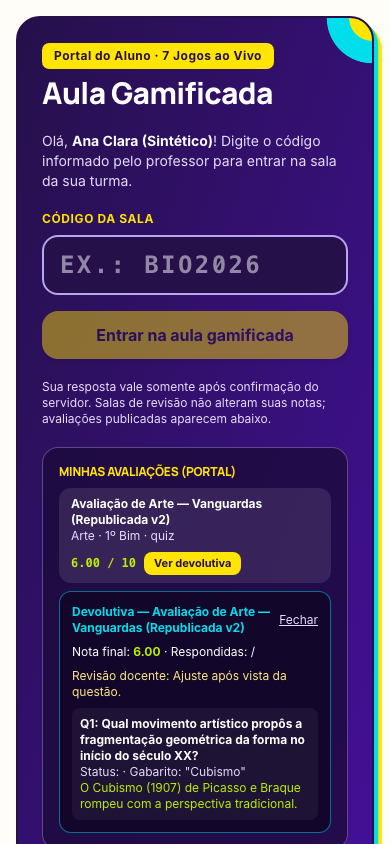 Portal do Aluno · 7 Jogos ao Vivo
Aula Gamificada
Olá, Ana Clara (Sintético)! Digite o código
informado pelo professor para entrar na sala
da sua turma.
CÓDIGO DA SALA
EX.: BIO2026
Entrar na aula gamificada
Sua resposta vale somente após confirmação do
servidor. Salas de revisão não alteram suas notas;
avaliações publicadas aparecem abaixo.
MINHAS AVALIAÇÕES (PORTAL)
Avaliação de Arte — Vanguardas
(Republicada v2)
Arte · 1º Bim · quiz
6.00 / 10 Ver devolutiva
Devolutiva — Avaliação de Arte —
Vanguardas (Republicada v2)
Fechar
Nota final: 6.00 · Respondidas: /
Revisão docente: Ajuste após vista da
questão.
Q1: Qual movimento artístico propôs a
fragmentação geométrica da forma no
início do século XX?
Status: · Gabarito: "Cubismo"
O Cubismo (1907) de Picasso e Braque
rompeu com a perspectiva tradicional.